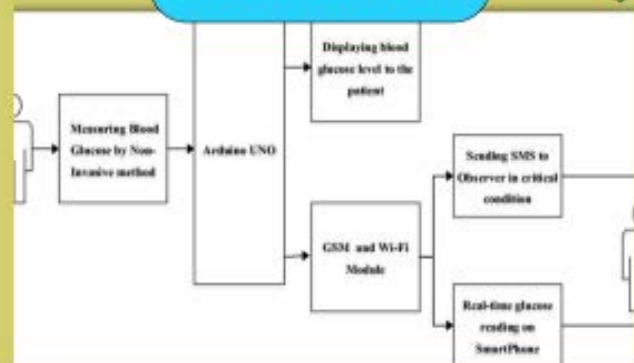 Displaying blood
glucose level to the
patient
Measuring Blood
Glucose by Non-
Invasive method
Arduino UNO
Sending SMS to
Observer in critical
condition
GSM and Wi-Fi
Module
Real-time glucose
reading on
SmartPhone